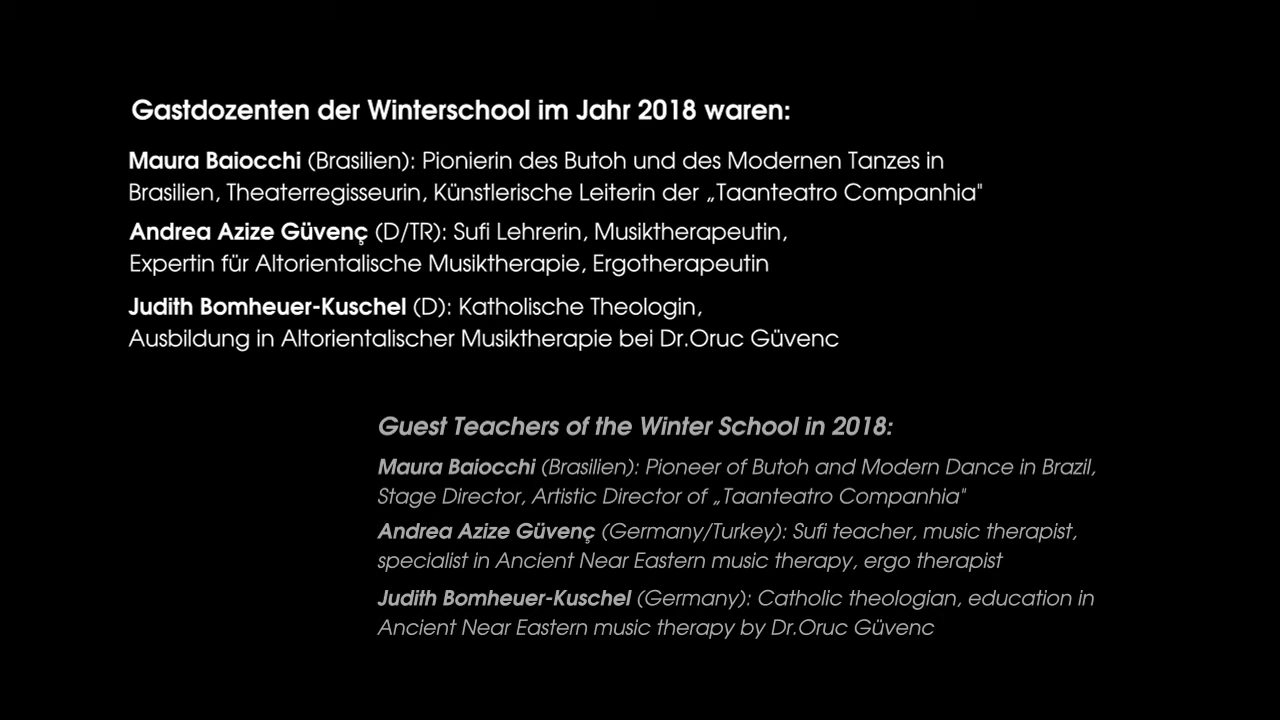 Gastdozenten der Winterschool im Jahr 2018 waren:
Maura Baiocchi (Brasilien): Pionierin des Butoh und des Modernen Tanzes in
Brasilien, Theaterregisseurin, Künstlerische Leiterin der „Taanteatro Companhia"
Andrea Azize Güvenç (D/TR): Sufi Lehrerin, Musiktherapeutin,
Expertin für Altorientalische Musiktherapie, Ergotherapeutin
Judith Bomheuer-Kuschel (D): Katholische Theologin,
Ausbildung in Altorientalischer Musiktherapie bei Dr.Oruc Güvenc
Guest Teachers of the Winter School in 2018:
Maura Baiocchi (Brasilien): Pioneer of Butoh and Modern Dance in Brazil,
Stage Director, Artistic Director of „Taanteatro Companhia"
Andrea Azize Güvenç (Germany/Turkey): Sufi teacher, music therapist,
specialist in Ancient Near Eastern music therapy, ergo therapist
Judith Bomheuer-Kuschel (Germany): Catholic theologian, education in
Ancient Near Eastern music therapy by Dr.Oruc Güvenc